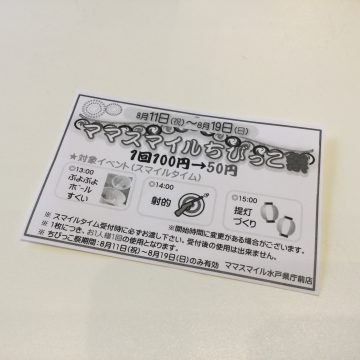 8月11日(祝)～8月19日(日)
ママスマイルちびっこ祭
1回100円→50円
★対象イベント(スマイルタイム)
◎13:00
ぷよぷよ
ボール
すくい
◎14:00
射的
◎15:00
提灯
づくり
※開始時間に変更がある場合がございます。
※ スマイルタイム受付時に必ずお渡し下さい。受付後の使用は出来ません。
※ 1枚につき、お1人様1回の使用となります。
※ ちびっこ祭期間:8月11日(祝)～8月19日(日)のみ有効 ママスマイル水戸県庁前店